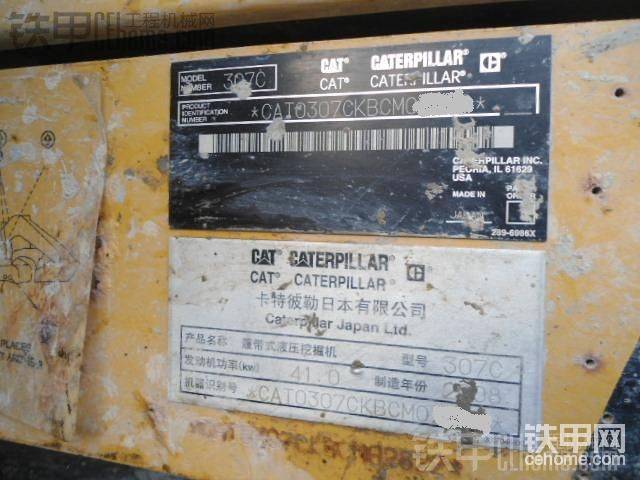 铁甲工程机械网
CEhome.com
CAT CATERPILLAR
MODEL NUMBER 307C CAT® CATERPILLAR®
PRODUCT IDENTIFICATION NUMBER *CAT0307CKBCM0
CATERPILLAR INC.
PEORIA, IL 61629
USA
MADE IN
JAPAN
289-6986X
CAT® CATERPILLAR®
CAT® CATERPILLAR®
卡特彼勒日本有限公司
Caterpillar Japan Ltd.
产品名称 履带式液压挖掘机 型号 307C
发动机功率(kw) 41.0 制造年份
机器识别号 *CAT0307CKBCM0
铁甲网
www.cehome.com